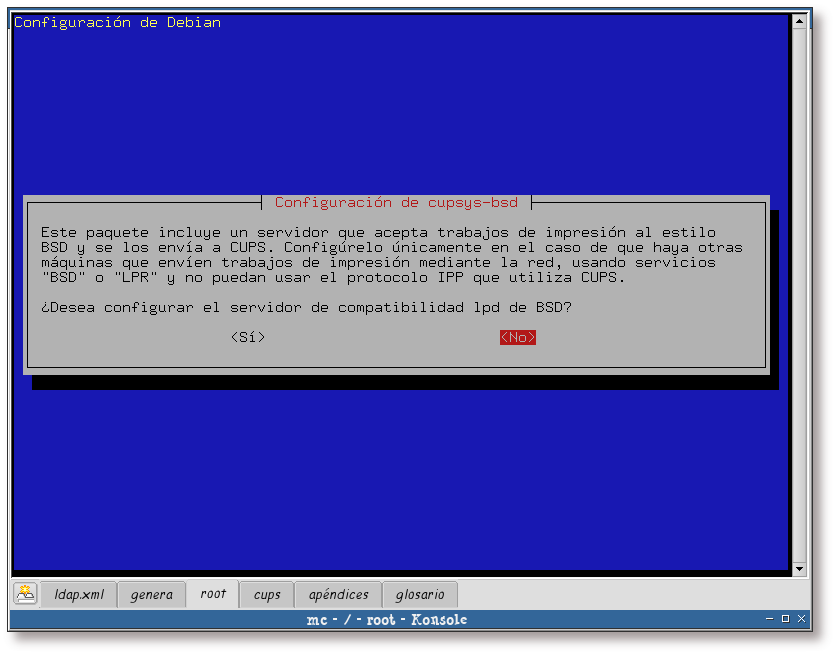 Configuración de Debian
Configuración de cupsys-bsd
Este paquete incluye un servidor que acepta trabajos de impresión al estilo
BSD y se los envía a CUPS. Configúrelo únicamente en el caso de que haya otras
máquinas que envíen trabajos de impresión mediante la red, usando servicios
"BSD" o "LPR" y no puedan usar el protocolo IPP que utiliza CUPS.
¿Desea configurar el servidor de compatibilidad lpd de BSD?
<Sí> <No>
ldap.xml genera root cups apéndices glosario
mc - / - root - Konsole